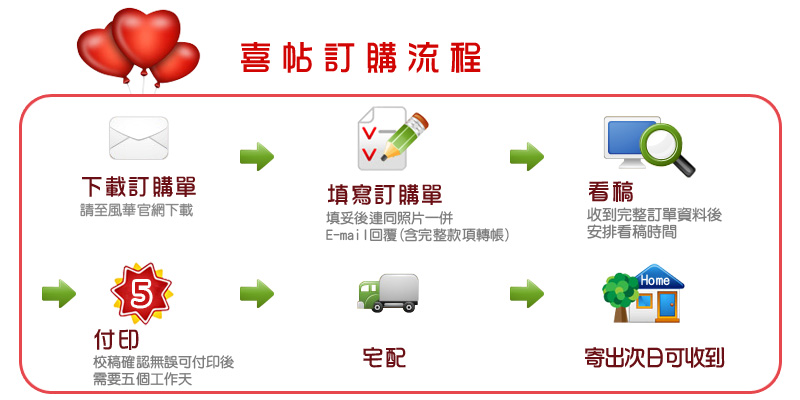 喜帖訂購流程
下載訂購單
請至風華官網下載
填寫訂購單
填妥後連同照片一併
E-mail回覆(含完整款項轉帳)
看稿
收到完整訂單資料後
安排看稿時間
5
付印
校稿確認無誤可付印後
需要五個工作天
宅配
Home
寄出次日可收到